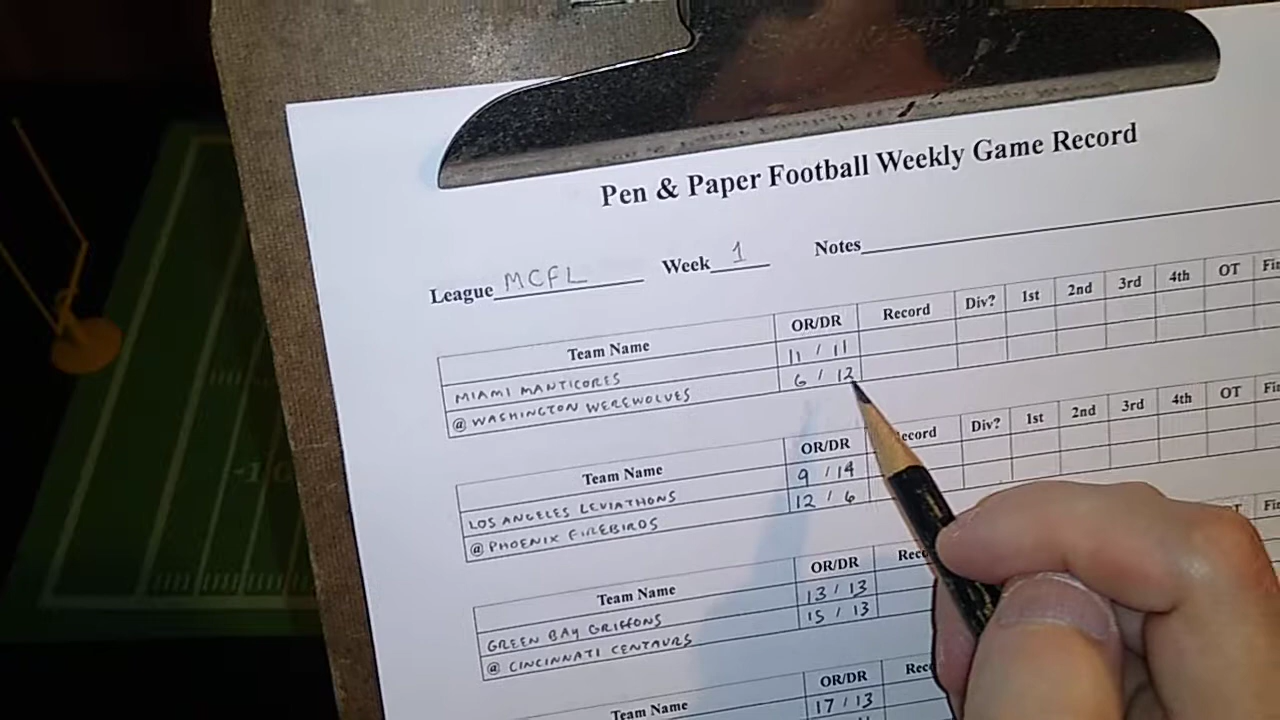 Pen & Paper Football Weekly Game Record
League MCFL Week 1 Notes
Team Name OR/DR Record Div? 1st 2nd 3rd 4th OT
MIAMI MANTICORES 11 / 11
@ WASHINGTON WEREWOLVES 6 / 12
Team Name OR/DR Div? 1st 2nd 3rd 4th OT
LOS ANGELES LEVIATHONS 9 / 14
@ PHOENIX FIREBIRDS 12 / 6
Team Name OR/DR
GREEN BAY GRIFFONS 13 / 13
@ CINCINNATI CENTAURS 15 / 13
Team Name OR/DR
17 / 13